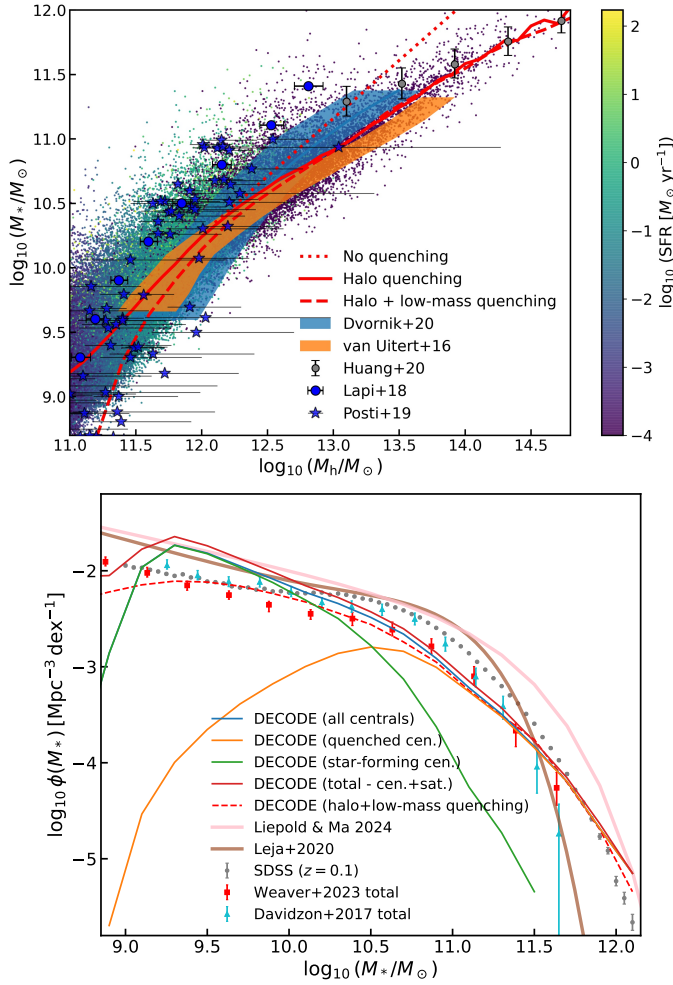 12.0
11.5
11.0
10.5
10.0
9.5
9.0
log₁₀(M∗/M⊙)
No quenching
Halo quenching
Halo + low-mass quenching
Dvornik+20
van Uitert+16
Huang+20
Lapi+18
Posti+19
11.0 11.5 12.0 12.5 13.0 13.5 14.0 14.5
log₁₀(Mₕ/M⊙)
2
1
0
−1
−2
−3
−4
log₁₀(SFR [M⊙ yr⁻¹])
−2
−3
−4
−5
log₁₀ϕ(M∗) [Mpc⁻³ dex⁻¹]
DECODE (all centrals)
DECODE (quenched cen.)
DECODE (star-forming cen.)
DECODE (total - cen.+sat.)
DECODE (halo+low-mass quenching)
Liepold & Ma 2024
Leja+2020
SDSS (z = 0.1)
Weaver+2023 total
Davidzon+2017 total
9.0 9.5 10.0 10.5 11.0 11.5 12.0
log₁₀(M∗/M⊙)